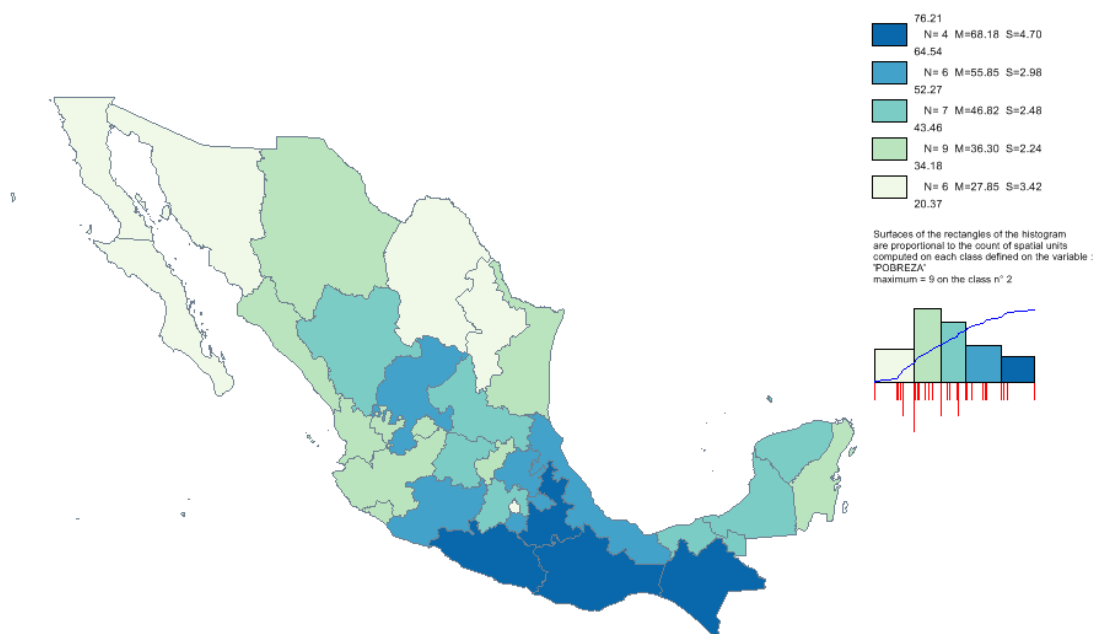 76.21
N= 4 M=68.18 S=4.70
64.54
N= 6 M=55.85 S=2.98
52.27
N= 7 M=46.82 S=2.48
43.46
N= 9 M=36.30 S=2.24
34.18
N= 6 M=27.85 S=3.42
20.37
Surfaces of the rectangles of the histogram
are proportional to the count of spatial units
computed on each class defined on the variable :
'POBREZA'
maximum = 9 on the class n° 2